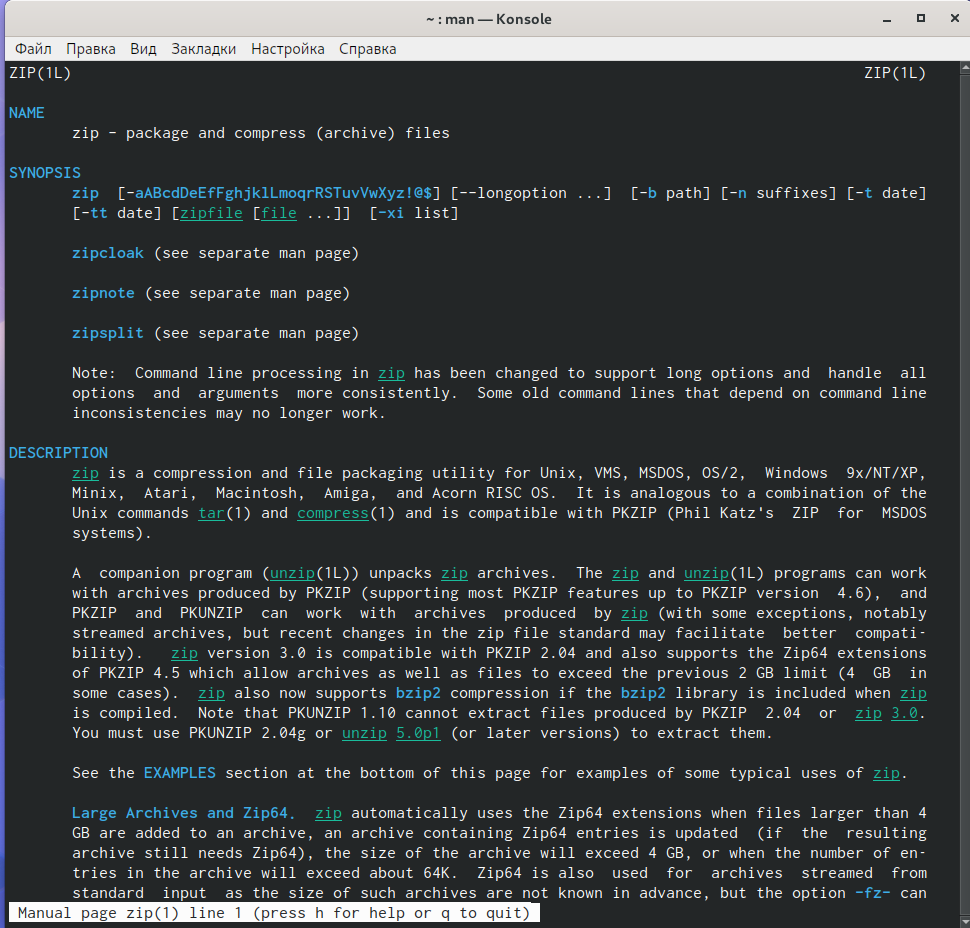 ~ : man — Konsole
Файл Правка Вид Закладки Настройка Справка
ZIP(1L) ZIP(1L)
NAME
zip - package and compress (archive) files
SYNOPSIS
zip [-aABcdDeEfFghjklLmoqrRSTuvVwXyz!@$] [--longoption ...] [-b path] [-n suffixes] [-t date]
[-tt date] [zipfile [file ...]] [-xi list]
zipcloak (see separate man page)
zipnote (see separate man page)
zipsplit (see separate man page)
Note: Command line processing in zip has been changed to support long options and handle all
options and arguments more consistently. Some old command lines that depend on command line
inconsistencies may no longer work.
DESCRIPTION
zip is a compression and file packaging utility for Unix, VMS, MSDOS, OS/2, Windows 9x/NT/XP,
Minix, Atari, Macintosh, Amiga, and Acorn RISC OS. It is analogous to a combination of the
Unix commands tar(1) and compress(1) and is compatible with PKZIP (Phil Katz's ZIP for MSDOS
systems).
A companion program (unzip(1L)) unpacks zip archives. The zip and unzip(1L) programs can work
with archives produced by PKZIP (supporting most PKZIP features up to PKZIP version 4.6), and
PKZIP and PKUNZIP can work with archives produced by zip (with some exceptions, notably
streamed archives, but recent changes in the zip file standard may facilitate better compati-
bility). zip version 3.0 is compatible with PKZIP 2.04 and also supports the Zip64 extensions
of PKZIP 4.5 which allow archives as well as files to exceed the previous 2 GB limit (4 GB in
some cases). zip also now supports bzip2 compression if the bzip2 library is included when zip
is compiled. Note that PKUNZIP 1.10 cannot extract files produced by PKZIP 2.04 or zip 3.0.
You must use PKUNZIP 2.04g or unzip 5.0p1 (or later versions) to extract them.
See the EXAMPLES section at the bottom of this page for examples of some typical uses of zip.
Large Archives and Zip64. zip automatically uses the Zip64 extensions when files larger than 4
GB are added to an archive, an archive containing Zip64 entries is updated (if the resulting
archive still needs Zip64), the size of the archive will exceed 4 GB, or when the number of en-
tries in the archive will exceed about 64K. Zip64 is also used for archives streamed from
standard input as the size of such archives are not known in advance, but the option -fz- can
Manual page zip(1) line 1 (press h for help or q to quit)